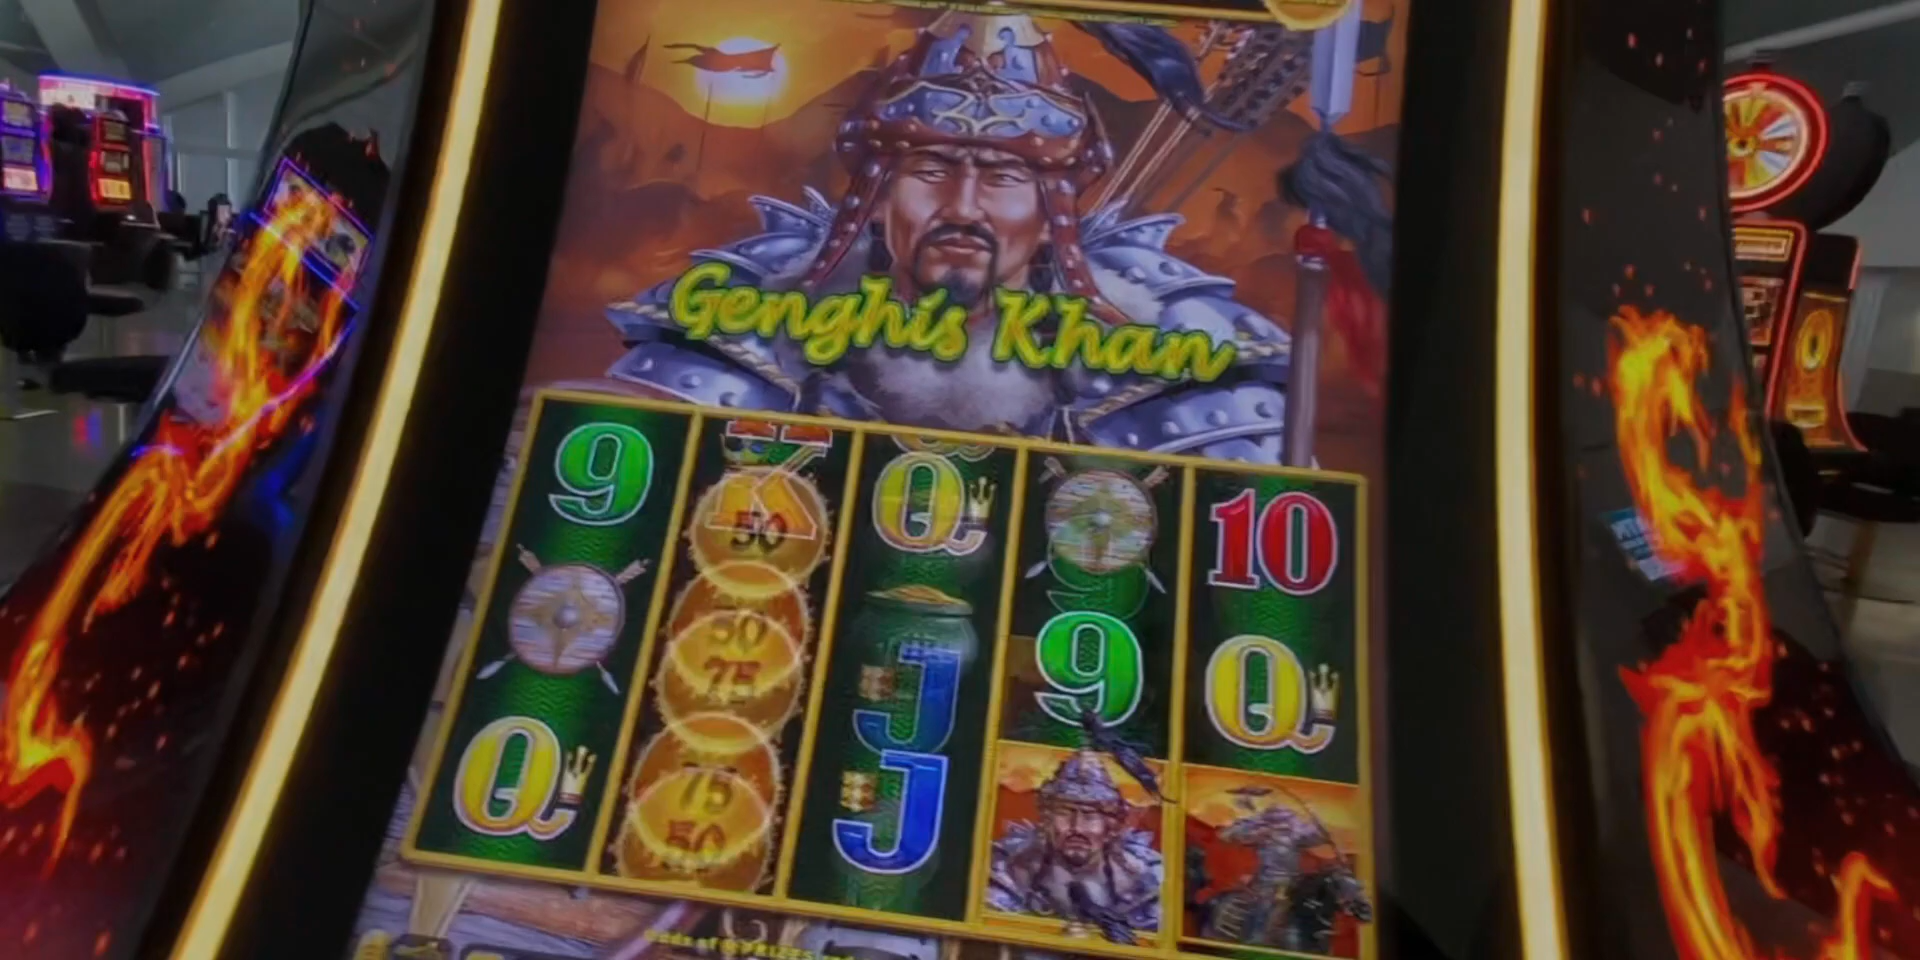 Genghis Khan
9 K Q 10
50
50 9
75 J Q
Q 75 J
50